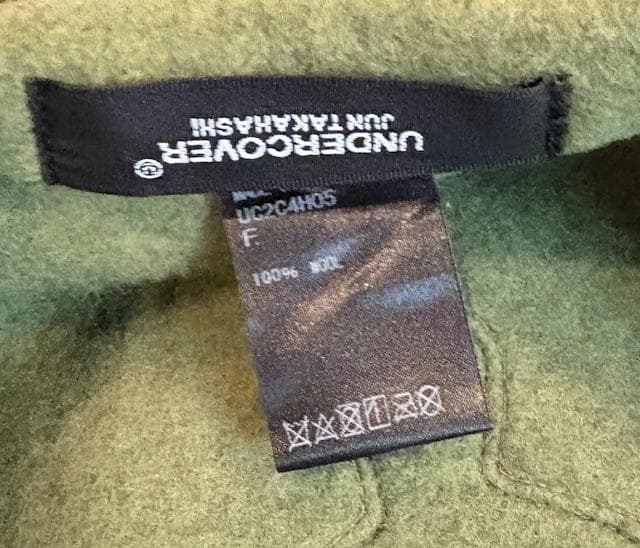 UNDERCOVER
JUN TAKAHASHI
UC2C4H05
F
100% WOOL